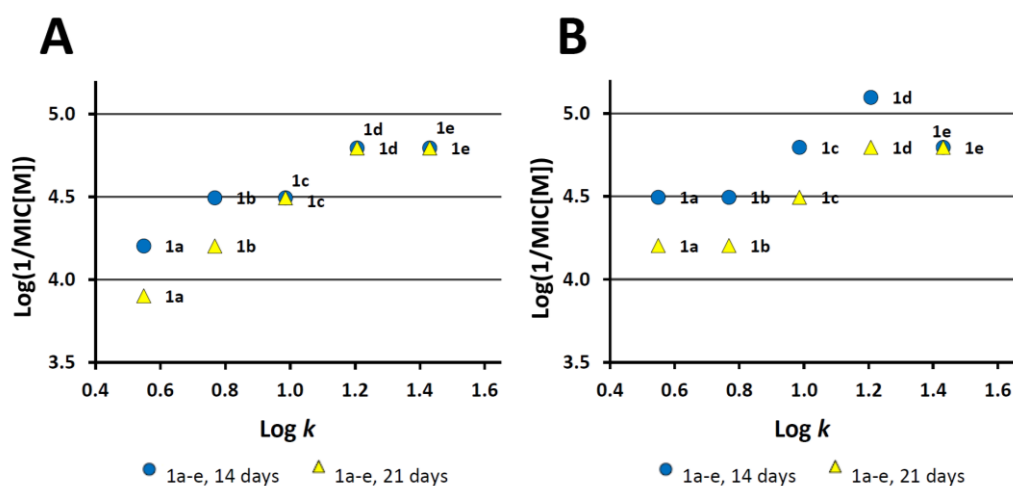 A
Log(1/MIC[M])
5.0
4.5
4.0
3.5
1d
1e
1d
1e
1c
1b
1c
1a
1b
1a
0.4 0.6 0.8 1.0 1.2 1.4 1.6
Log k
1a-e, 14 days 1a-e, 21 days
B
Log(1/MIC[M])
5.0
4.5
4.0
3.5
1d
1e
1c
1d
1e
1a
1b
1c
1a
1b
0.4 0.6 0.8 1.0 1.2 1.4 1.6
Log k
1a-e, 14 days 1a-e, 21 days